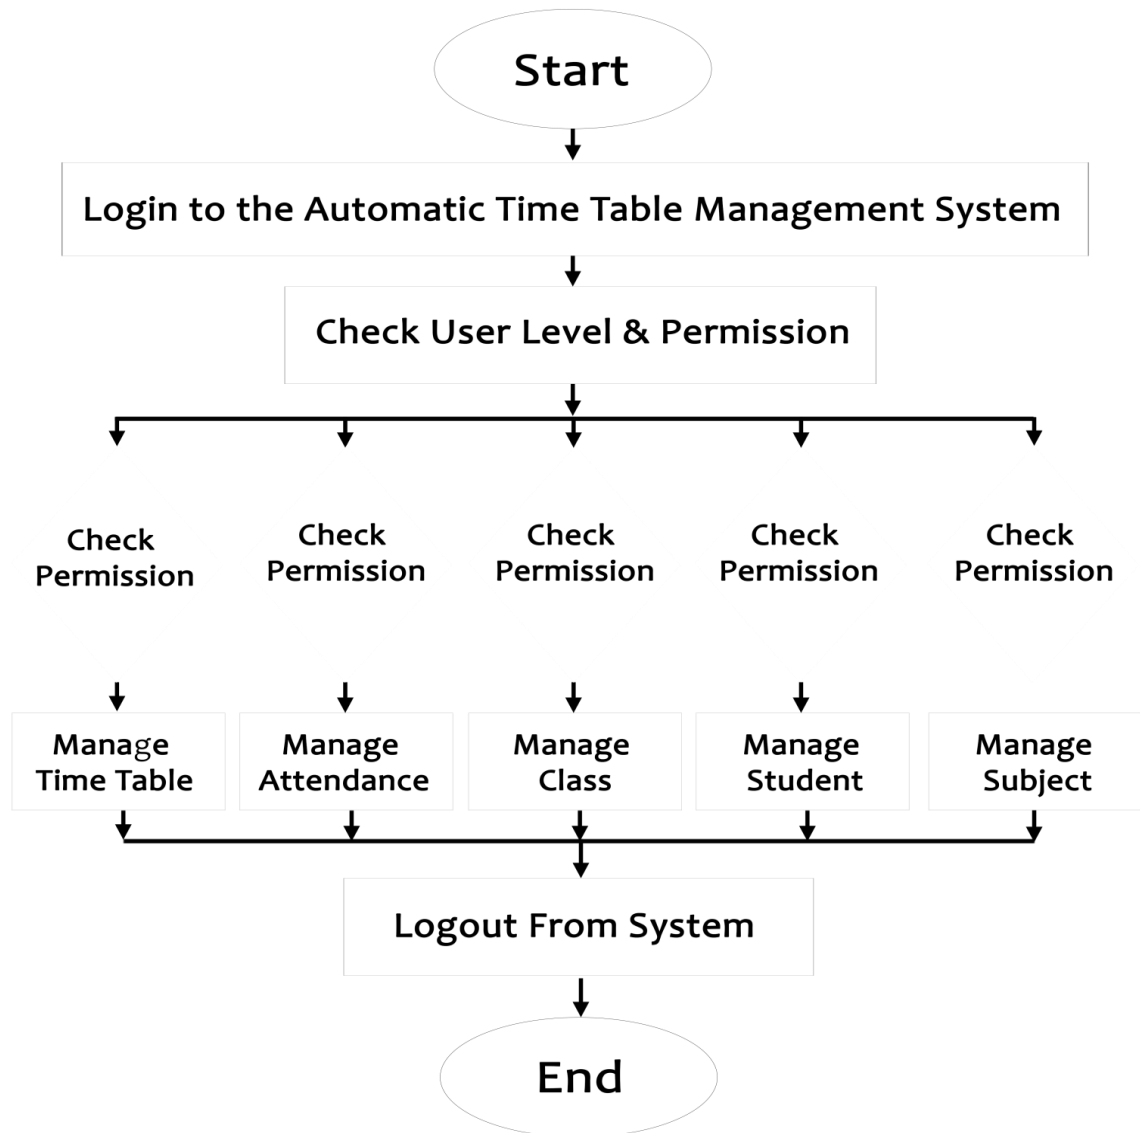 Start
Login to the Automatic Time Table Management System
Check User Level & Permission
Check
Permission
Check
Permission
Check
Permission
Check
Permission
Check
Permission
Manage
Time Table
Manage
Attendance
Manage
Class
Manage
Student
Manage
Subject
Logout From System
End